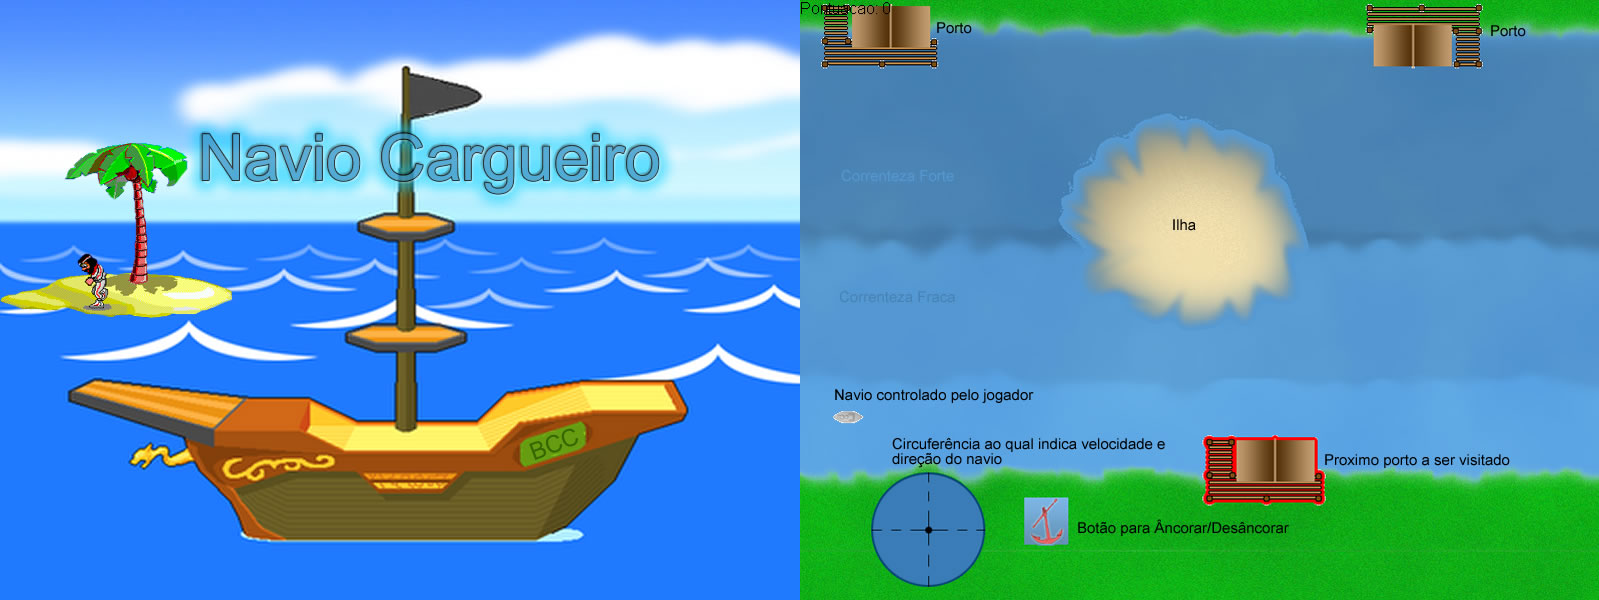 Navio Cargueiro
BCC
Pontuacao: 0
Porto
Porto
Correnteza Forte
Ilha
Correnteza Fraca
Navio controlado pelo jogador
Circuferência ao qual indica velocidade e
direção do navio
Proximo porto a ser visitado
Botão para Âncorar/Desâncorar